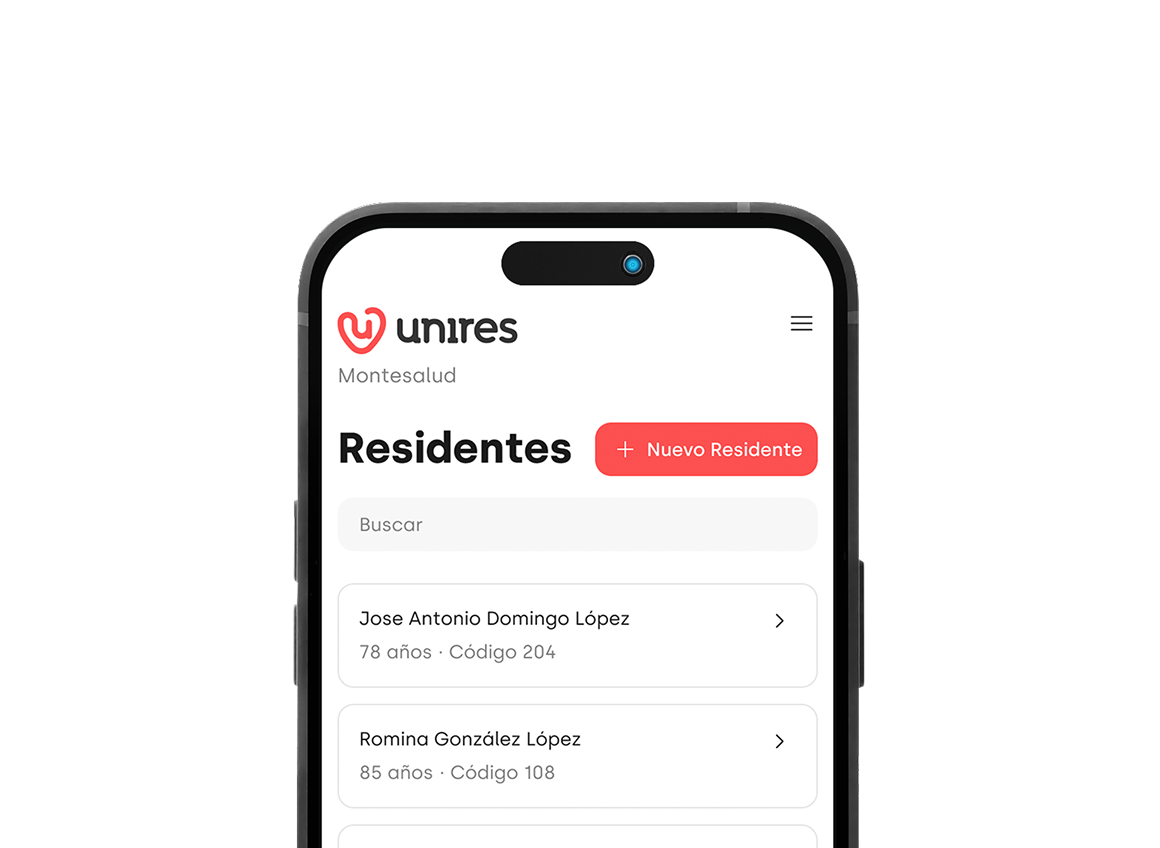 unires
Montesalud
Residentes
+ Nuevo Residente
Buscar
Jose Antonio Domingo López
78 años · Código 204
Romina González López
85 años · Código 108